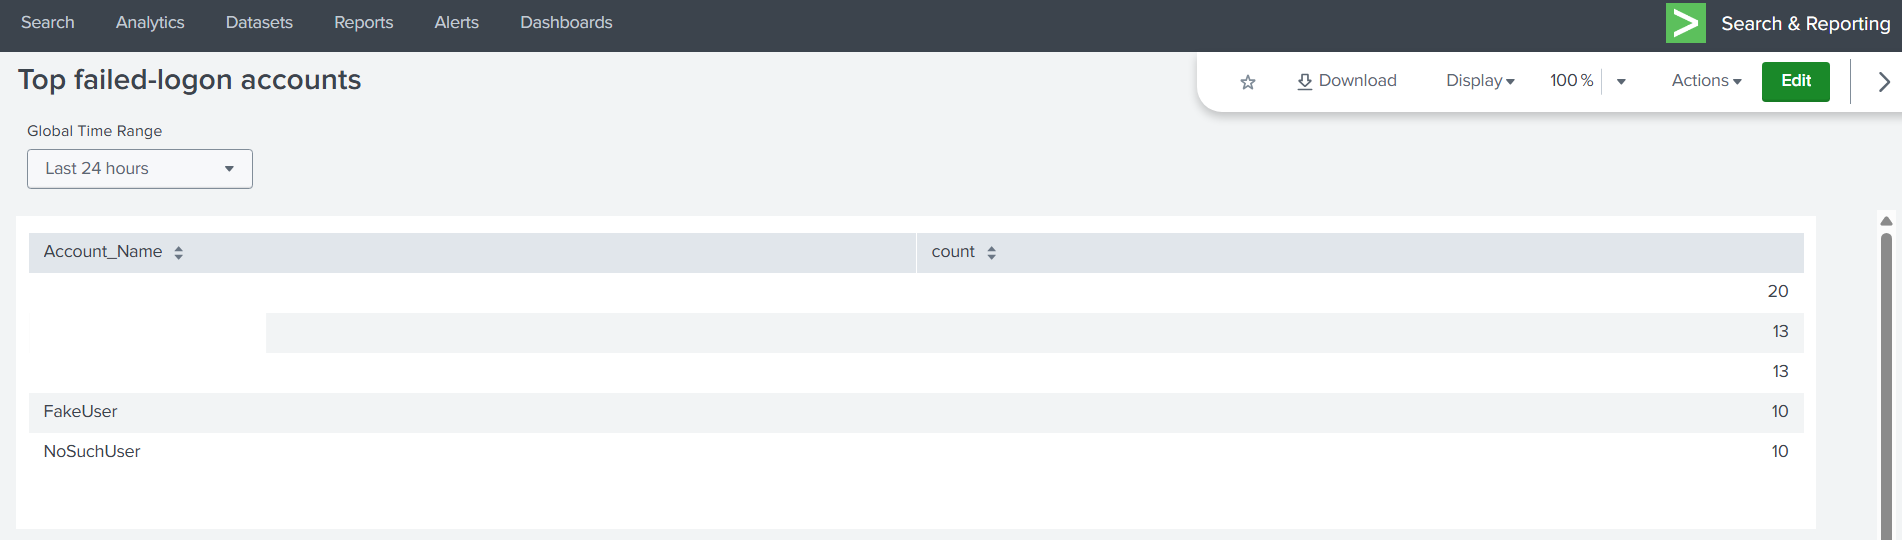 Search Analytics Datasets Reports Alerts Dashboards Search & Reporting
Top failed-logon accounts
Download Display 100 % Actions Edit
Global Time Range
Last 24 hours
Account_Name count
20
13
13
FakeUser 10
NoSuchUser 10